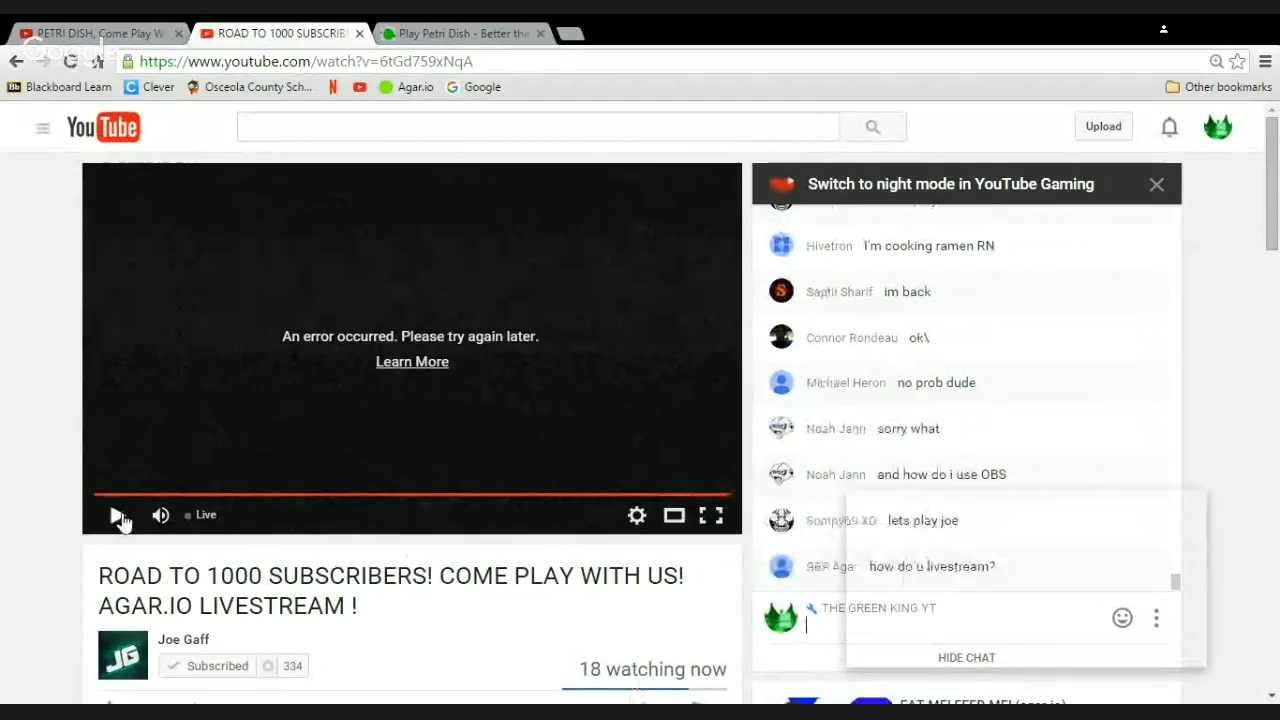 RETRI DISH, Come Play W
ROAD TO 1000 SUBSCRIB
Play Petri Dish - Better the
https://www.youtube.com/watch?v=6tGd759xNqA
Bb Blackboard Learn C Clever Osceola County Sch... N Agar.io G Google Other bookmarks
YouTube
Upload
Switch to night mode in YouTube Gaming
Hivetron I'm cooking ramen RN
Sharif im back
Connor Rondeau ok\
Michael Heron no prob dude
Noah Jann sorry what
Noah Jann and how do i use OBS
lets play joe
Agar how do u livestream?
THE GREEN KING YT
HIDE CHAT
An error occurred. Please try again later.
Learn More
Live
ROAD TO 1000 SUBSCRIBERS! COME PLAY WITH US!
AGAR.IO LIVESTREAM !
JG
Joe Gaff
Subscribed 334
18 watching now